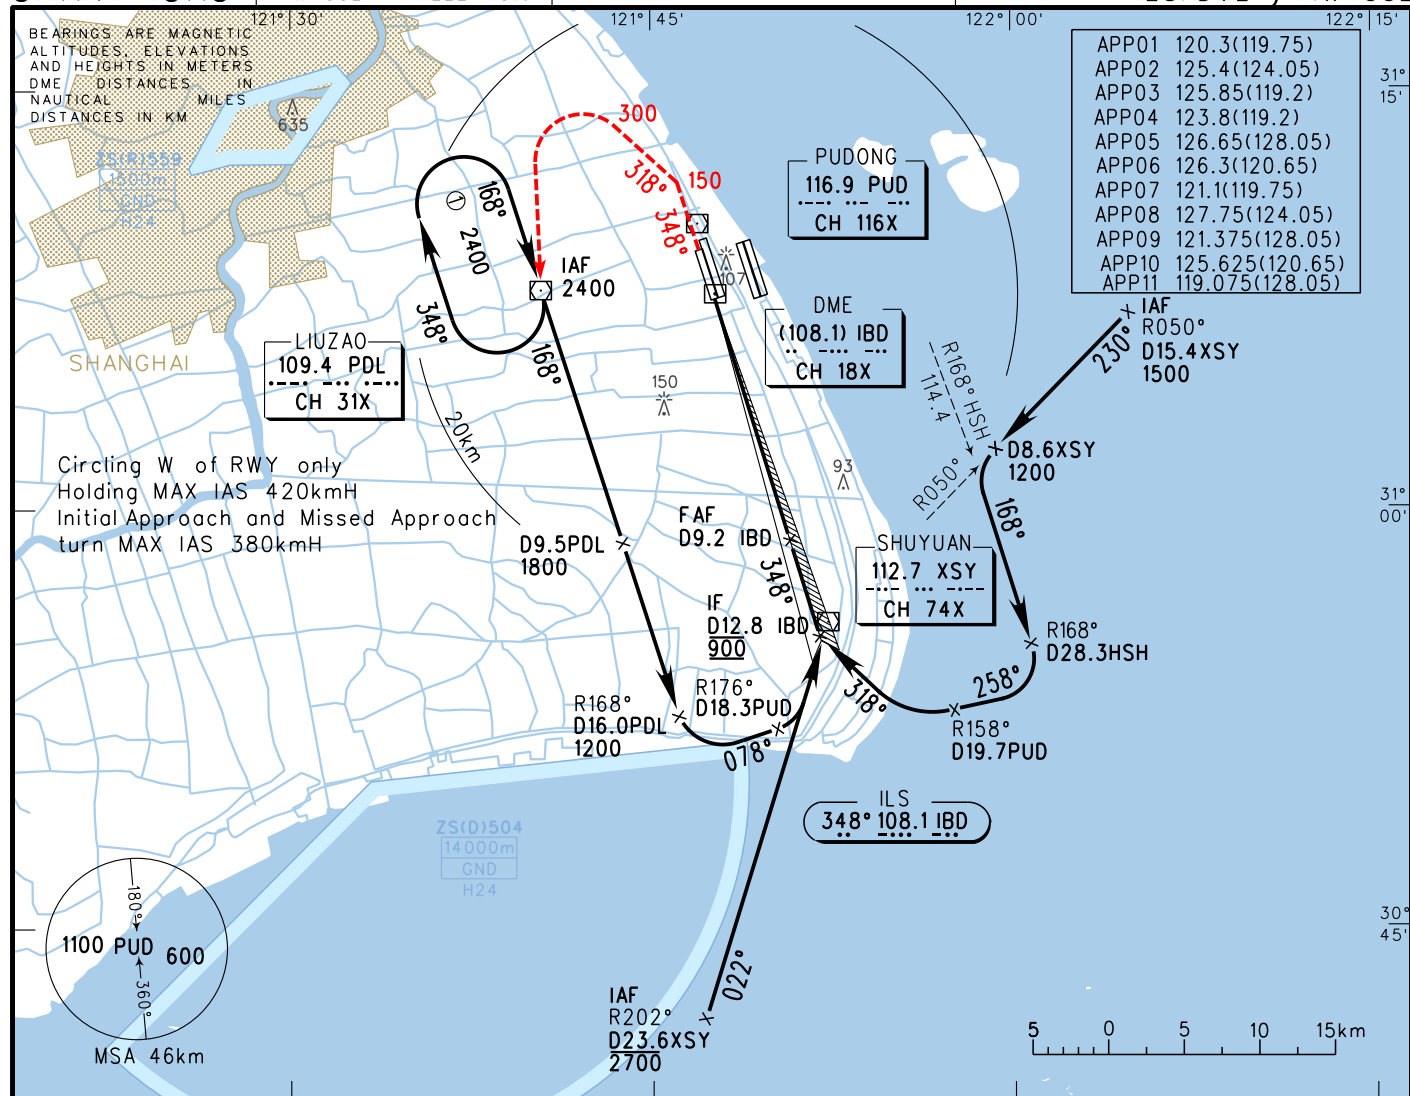 121° 30'
121° 45'
122° 00'
122° 15'
BEARINGS ARE MAGNETIC
ALTITUDES, ELEVATIONS
AND HEIGHTS IN METERS
DME DISTANCES IN
NAUTICAL MILES
DISTANCES IN KM
635
ZS(R)559
1500m
GND
H24
SHANGHAI
300
318°
150
348°
168°
①
2400
348°
IAF
2400
168°
LIUZAO
109.4 PDL
CH 31X
20km
150
107
93
PUDONG
116.9 PUD
CH 116X
DME
(108.1) IBD
CH 18X
APP01 120.3(119.75)
APP02 125.4(124.05)
APP03 125.85(119.2)
APP04 123.8(119.2)
APP05 126.65(128.05)
APP06 126.3(120.65)
APP07 121.1(119.75)
APP08 127.75(124.05)
APP09 121.375(128.05)
APP10 125.625(120.65)
APP11 119.075(128.05)
31°
15'
IAF
R050°
D15.4XSY
1500
230°
R168°HSH
114.4
R050°
D8.6XSY
1200
168°
31°
00'
Circling W of RWY only
Holding MAX IAS 420kmH
Initial Approach and Missed Approach
turn MAX IAS 380kmH
D9.5PDL
1800
FAF
D9.2 IBD
348°
SHUYUAN
112.7 XSY
CH 74X
IF
D12.8 IBD
900
R168°
D28.3HSH
258°
318°
R158°
D19.7PUD
R176°
D18.3PUD
R168°
D16.0PDL
1200
078°
ILS
348° 108.1 IBD
ZS(D)504
14000m
GND
H24
180°
1100 PUD 600
360°
MSA 46km
30°
45'
022°
IAF
R202°
D23.6XSY
2700
5 0 5 10 15km